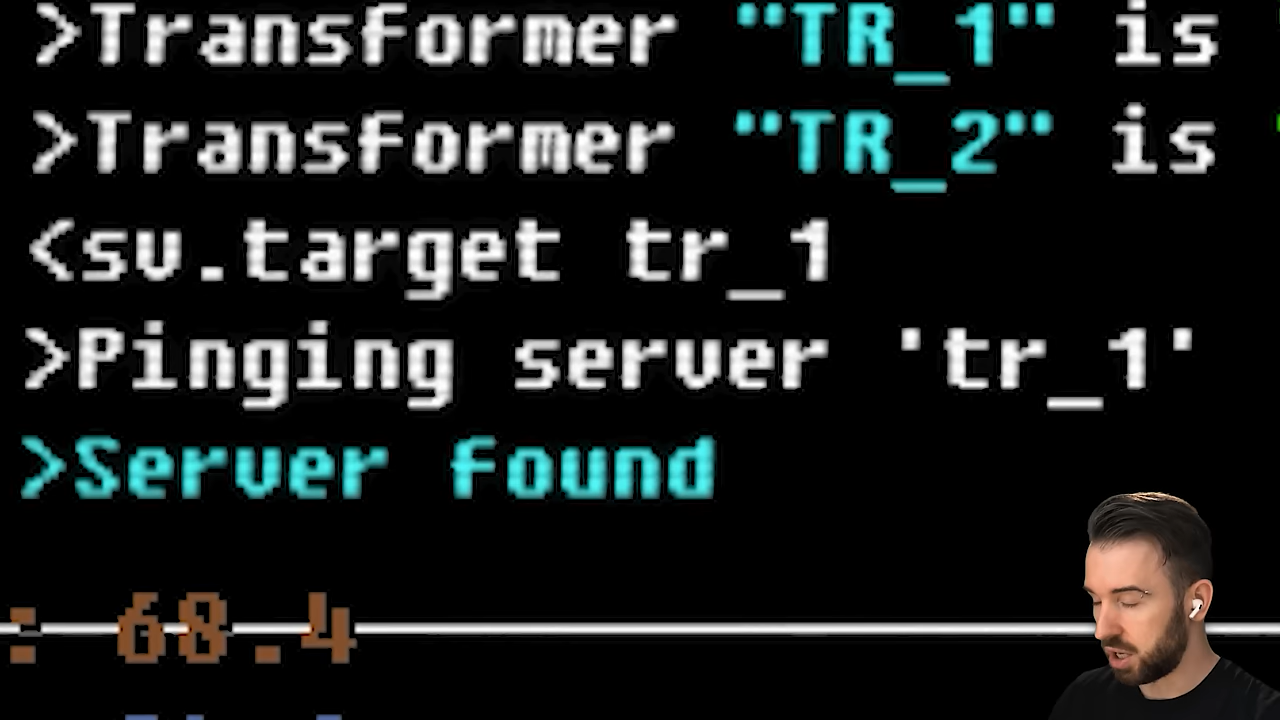 >Transformer "TR_1" is
>Transformer "TR_2" is
<sv.target tr_1
>Pinging server 'tr_1'
>Server found
: 68.4